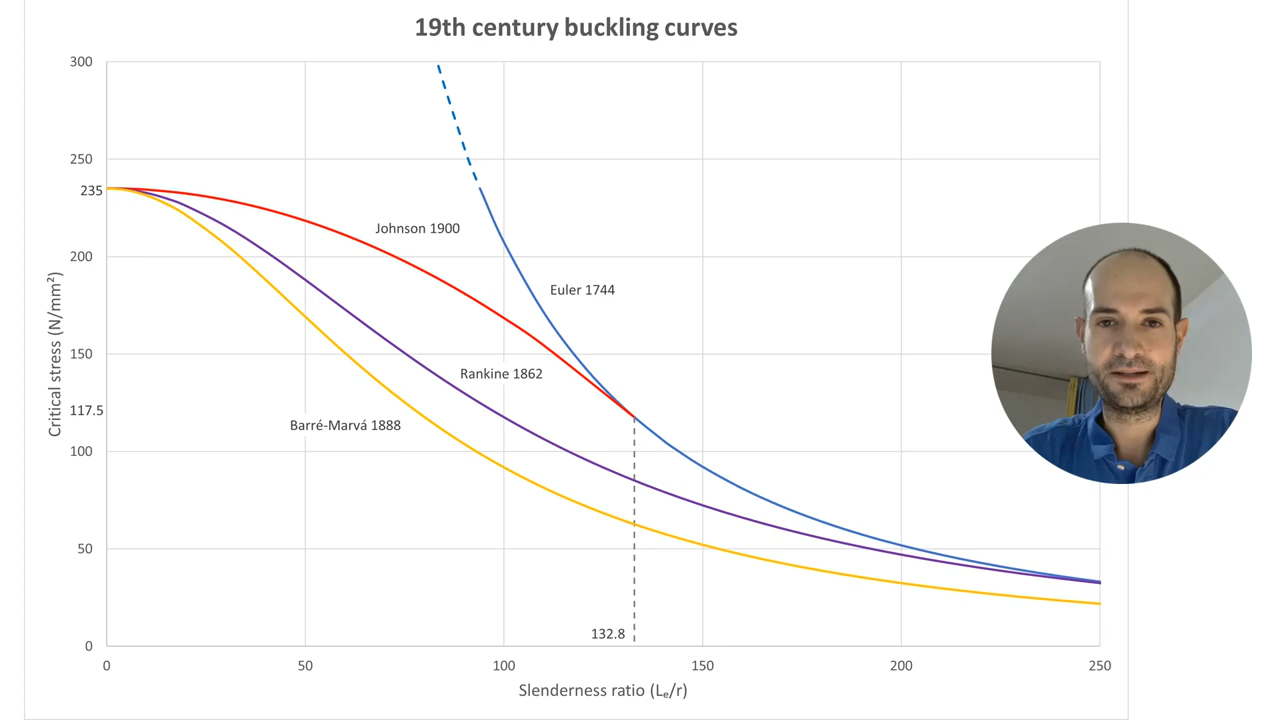 19th century buckling curves
300
250
235
200
150
117.5
100
50
0
Critical stress (N/mm²)
Johnson 1900
Euler 1744
Rankine 1862
Barré-Marvá 1888
132.8
0 50 100 150 200 250
Slenderness ratio (Lₑ/r)